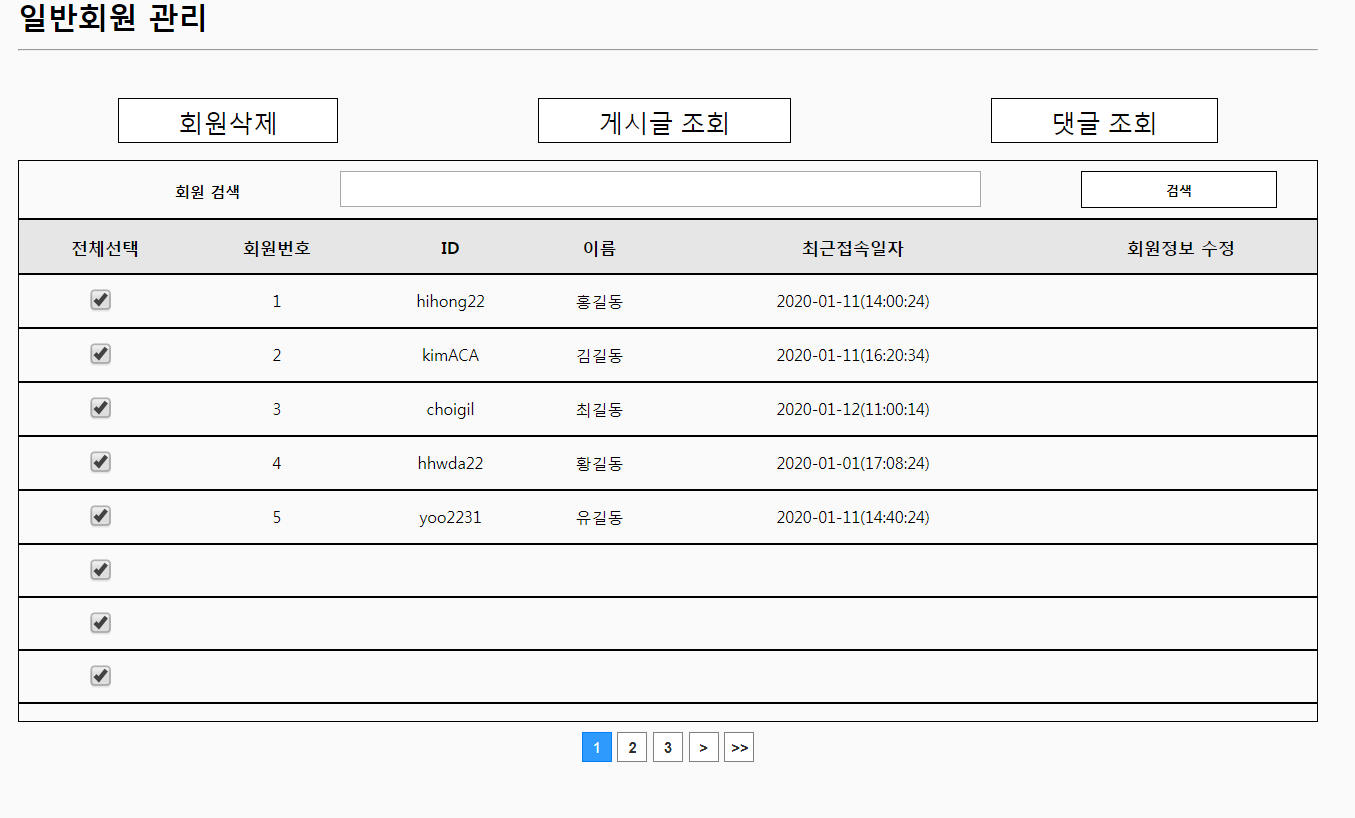 일반회원 관리
회원삭제 게시글 조회 댓글 조회
회원 검색 검색
전체선택 회원번호 ID 이름 최근접속일자 회원정보 수정
1 hihong22 홍길동 2020-01-11(14:00:24)
2 kimACA 김길동 2020-01-11(16:20:34)
3 choigil 최길동 2020-01-12(11:00:14)
4 hhwda22 황길동 2020-01-01(17:08:24)
5 yoo2231 유길동 2020-01-11(14:40:24)
1 2 3 > >>